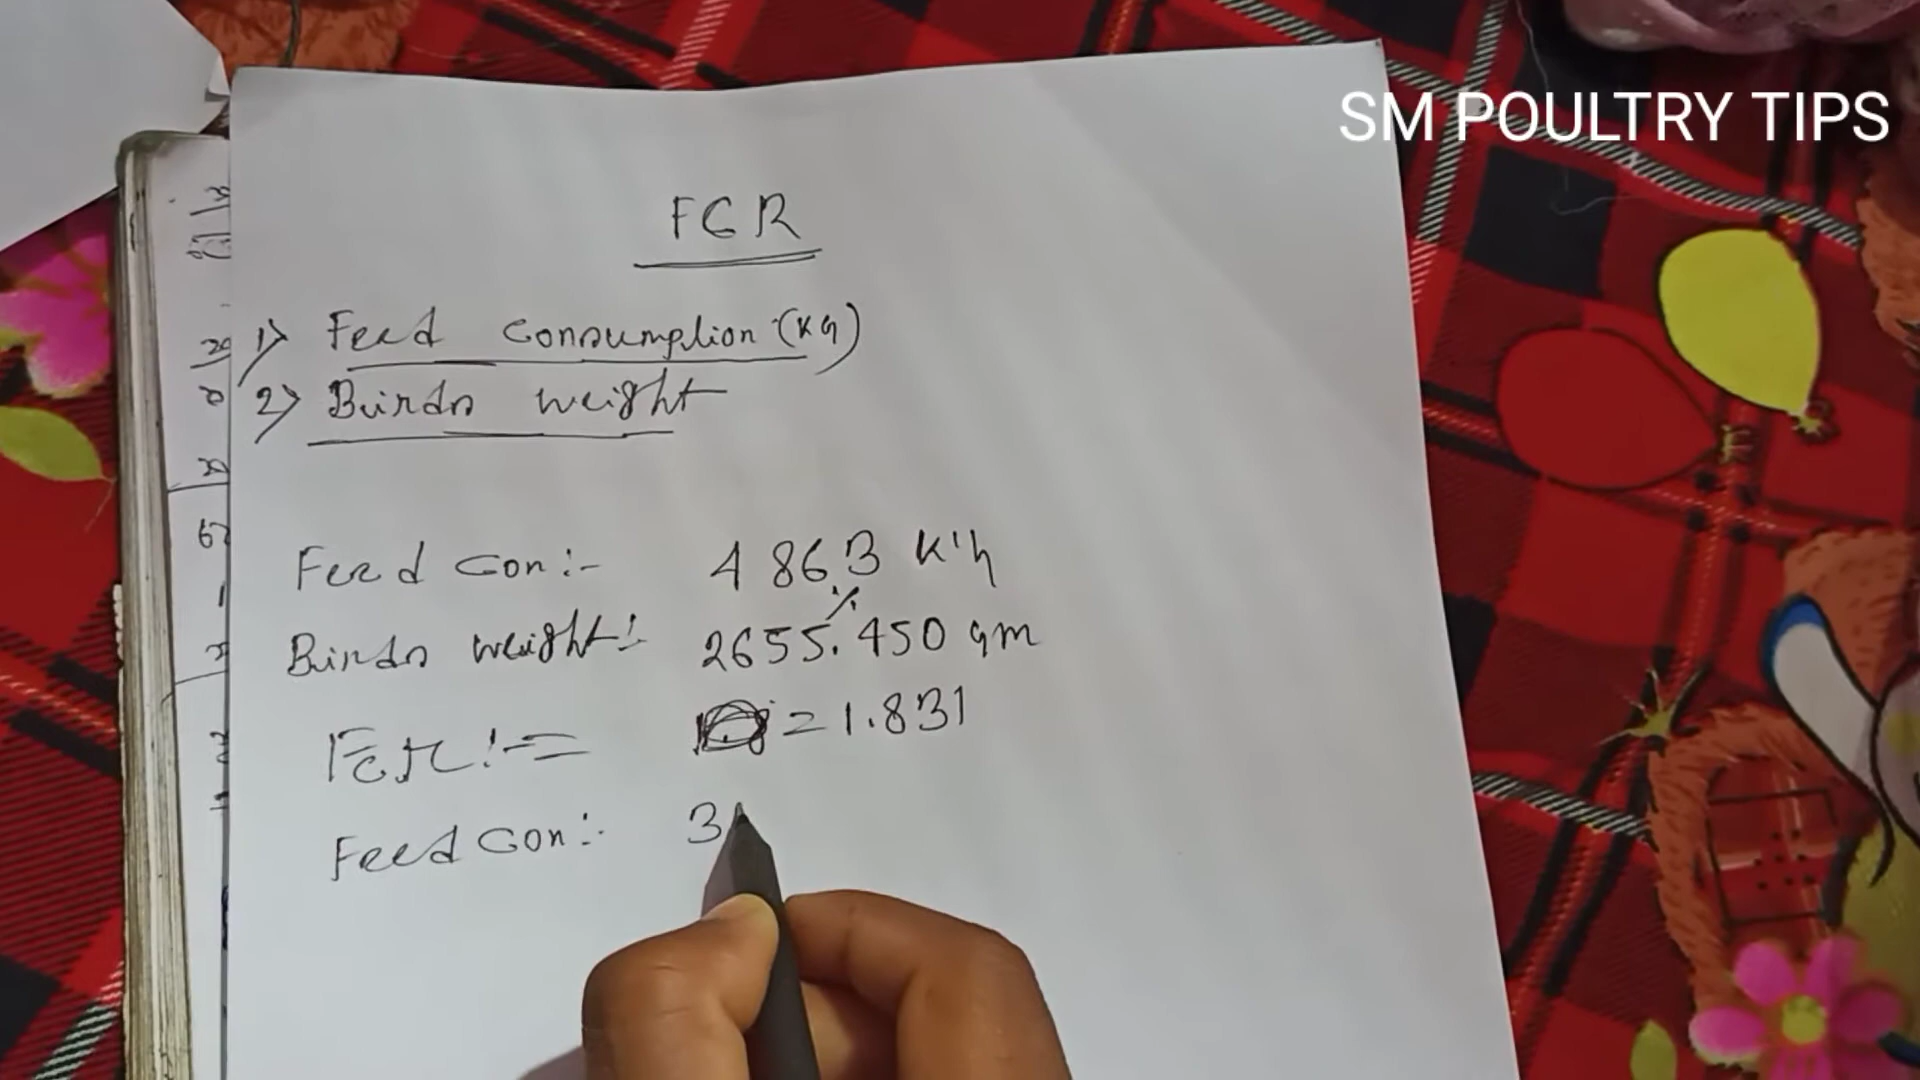 SM POULTRY TIPS
FCR
1) Feed Consumption (KG)
2) Birds weight
Feed Con:- 4863 KG
%
Birds weight: 2655.450 gm
FCR:- = 1.831
Feed Con:- 3